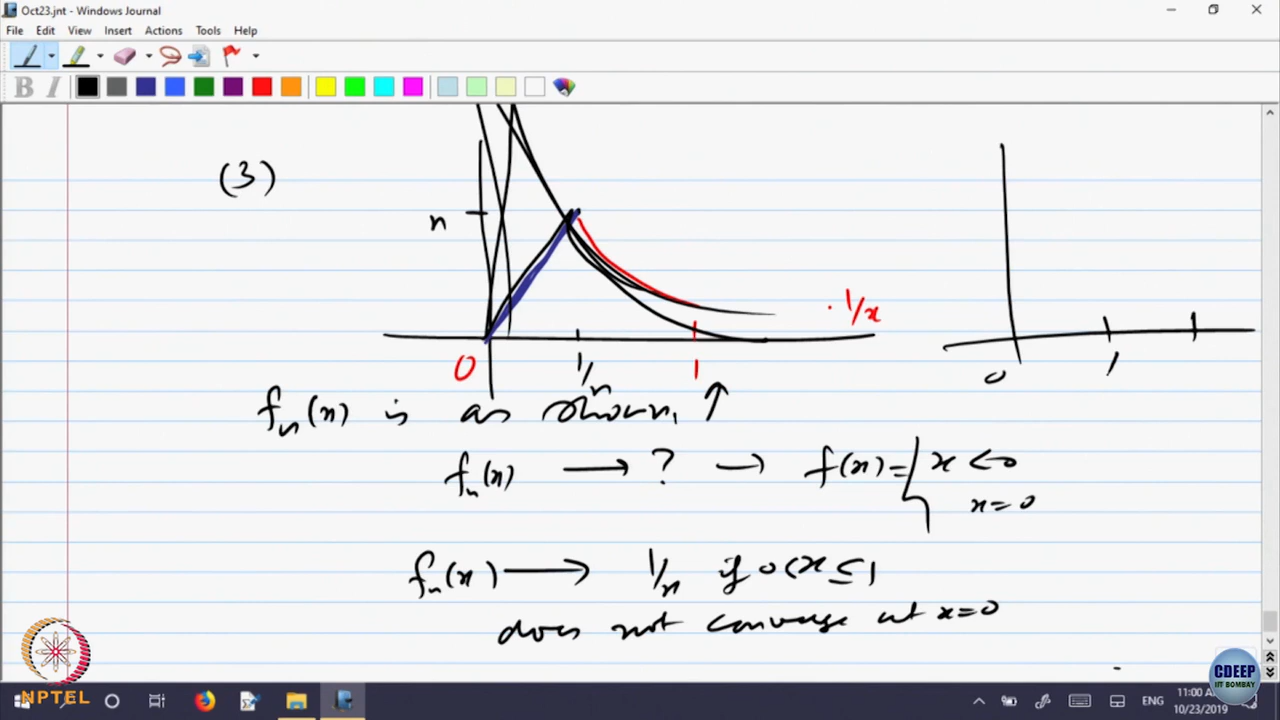 Oct23.jnt - Windows Journal
File Edit View Insert Actions Tools Help
B I
(3)
n
1/x
0 1/n 1
0 1
fn(x) is as shown, ↑
fn(x) → ? → f(x) = { x < 0
x = 0
fn(x) → 1/x if 0 < x ≤ 1
does not converge at x=0
NPTEL
CDEEP
IIT BOMBAY
ENG
11:00 A
10/23/2019